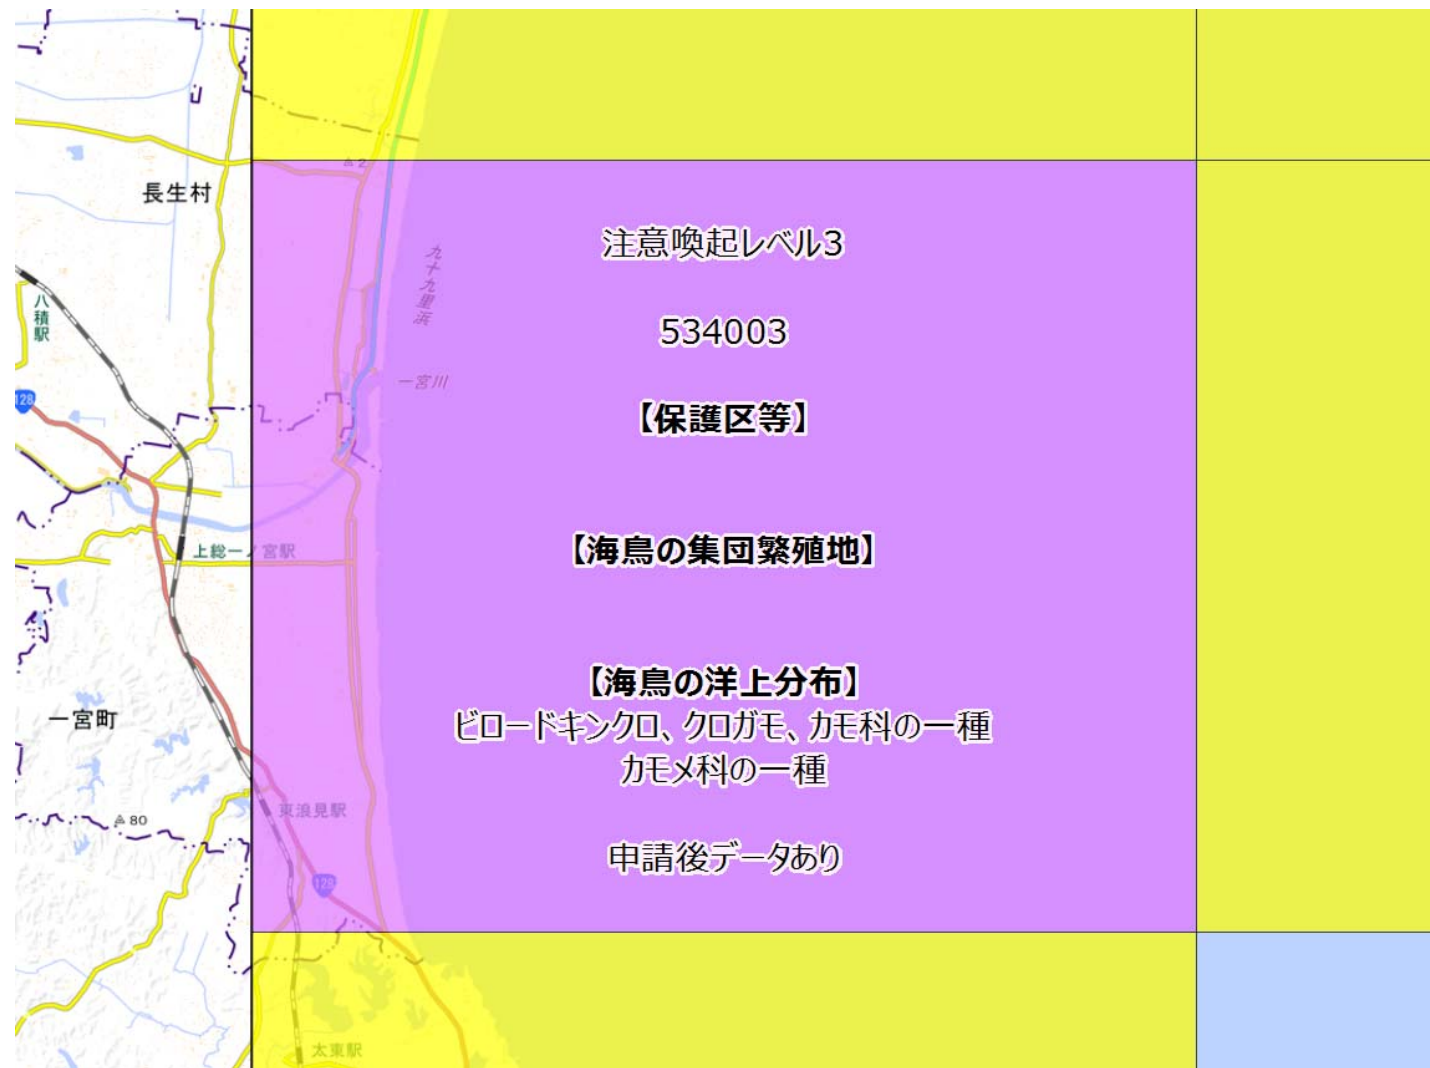 △2
長生村
注意喚起レベル3
九十九里浜
八積駅
534003
一宮川
128
【保護区等】
上総一ノ宮駅
【海鳥の集団繁殖地】
【海鳥の洋上分布】
一宮町
ビロードキンクロ、クロガモ、カモ科の一種
カモメ科の一種
東浪見駅
△80
申請後データあり
128
太東駅